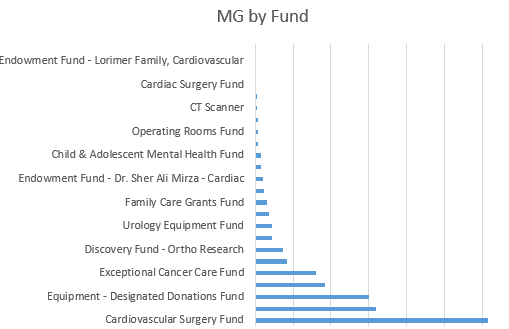 MG by Fund
Endowment Fund - Lorimer Family, Cardiovascular
Cardiac Surgery Fund
CT Scanner
Operating Rooms Fund
Child & Adolescent Mental Health Fund
Endowment Fund - Dr. Sher Ali Mirza - Cardiac
Family Care Grants Fund
Urology Equipment Fund
Discovery Fund - Ortho Research
Exceptional Cancer Care Fund
Equipment - Designated Donations Fund
Cardiovascular Surgery Fund